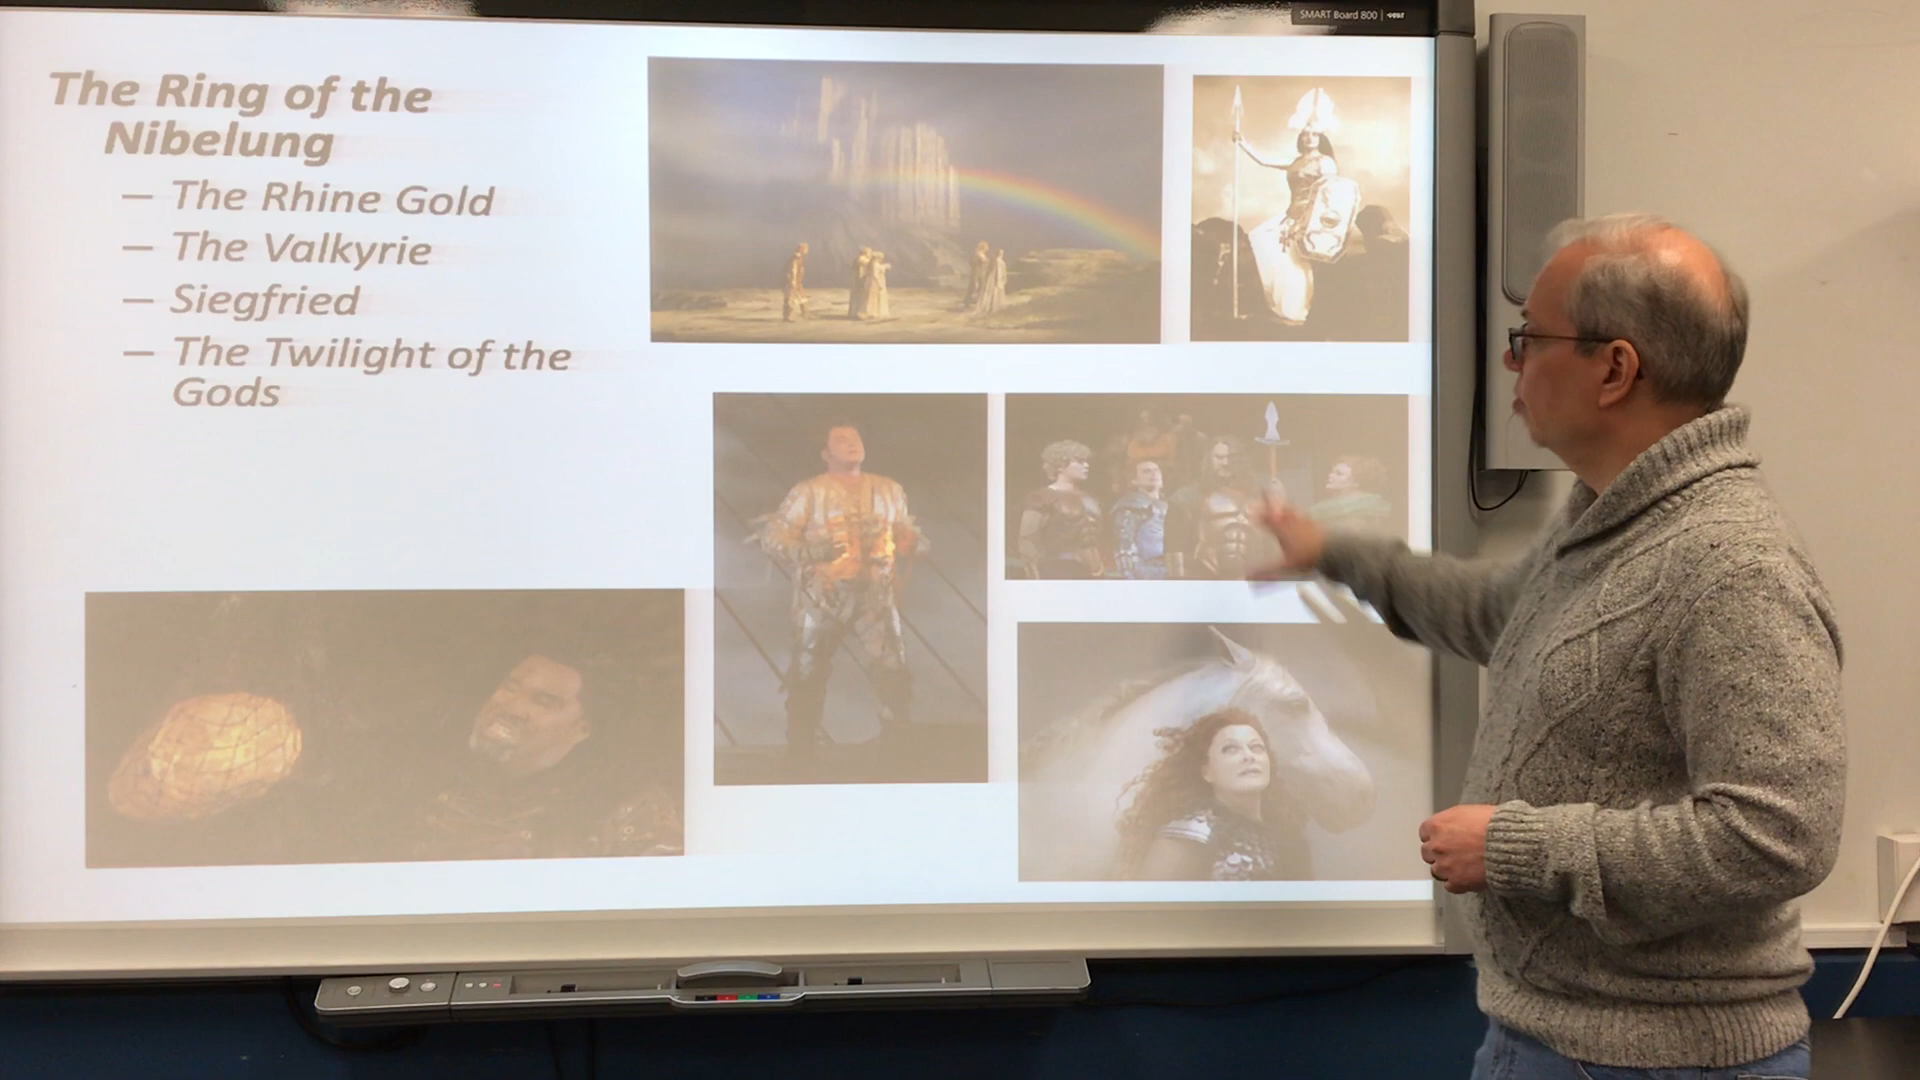 SMART Board 800
The Ring of the
Nibelung
– The Rhine Gold
– The Valkyrie
– Siegfried
– The Twilight of the
Gods